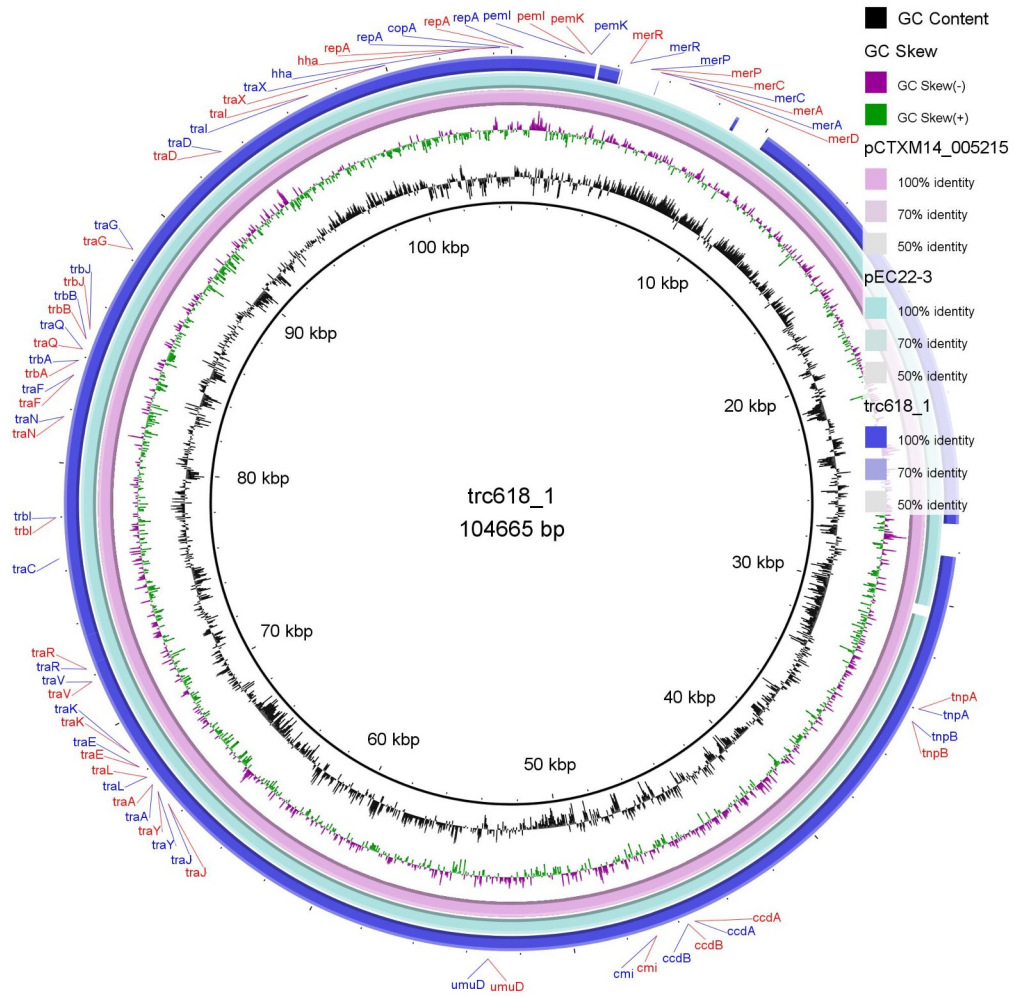 GC Content
GC Skew
GC Skew(-)
GC Skew(+)
pCTXM14_005215
100% identity
70% identity
50% identity
pEC22-3
100% identity
70% identity
50% identity
trc618_1
100% identity
70% identity
50% identity
trc618_1
104665 bp
10 kbp
20 kbp
30 kbp
40 kbp
50 kbp
60 kbp
70 kbp
80 kbp
90 kbp
100 kbp
pemI
pemI
pemK
pemK
merR
merR
merP
merP
merC
merC
merA
merA
merD
tnpA
tnpA
tnpB
tnpB
ccdA
ccdA
ccdB
ccdB
cmi
cmi
umuD
umuD
traJ
traJ
traY
traY
traA
traA
traL
traL
traE
traE
traK
traK
traV
traV
traR
traR
traC
trbI
trbI
traN
traN
traF
traF
trbA
trbA
traQ
traQ
trbB
trbB
trbJ
trbJ
traG
traG
traD
traD
traI
traI
traX
traX
hha
hha
repA
repA
copA
repA
repA